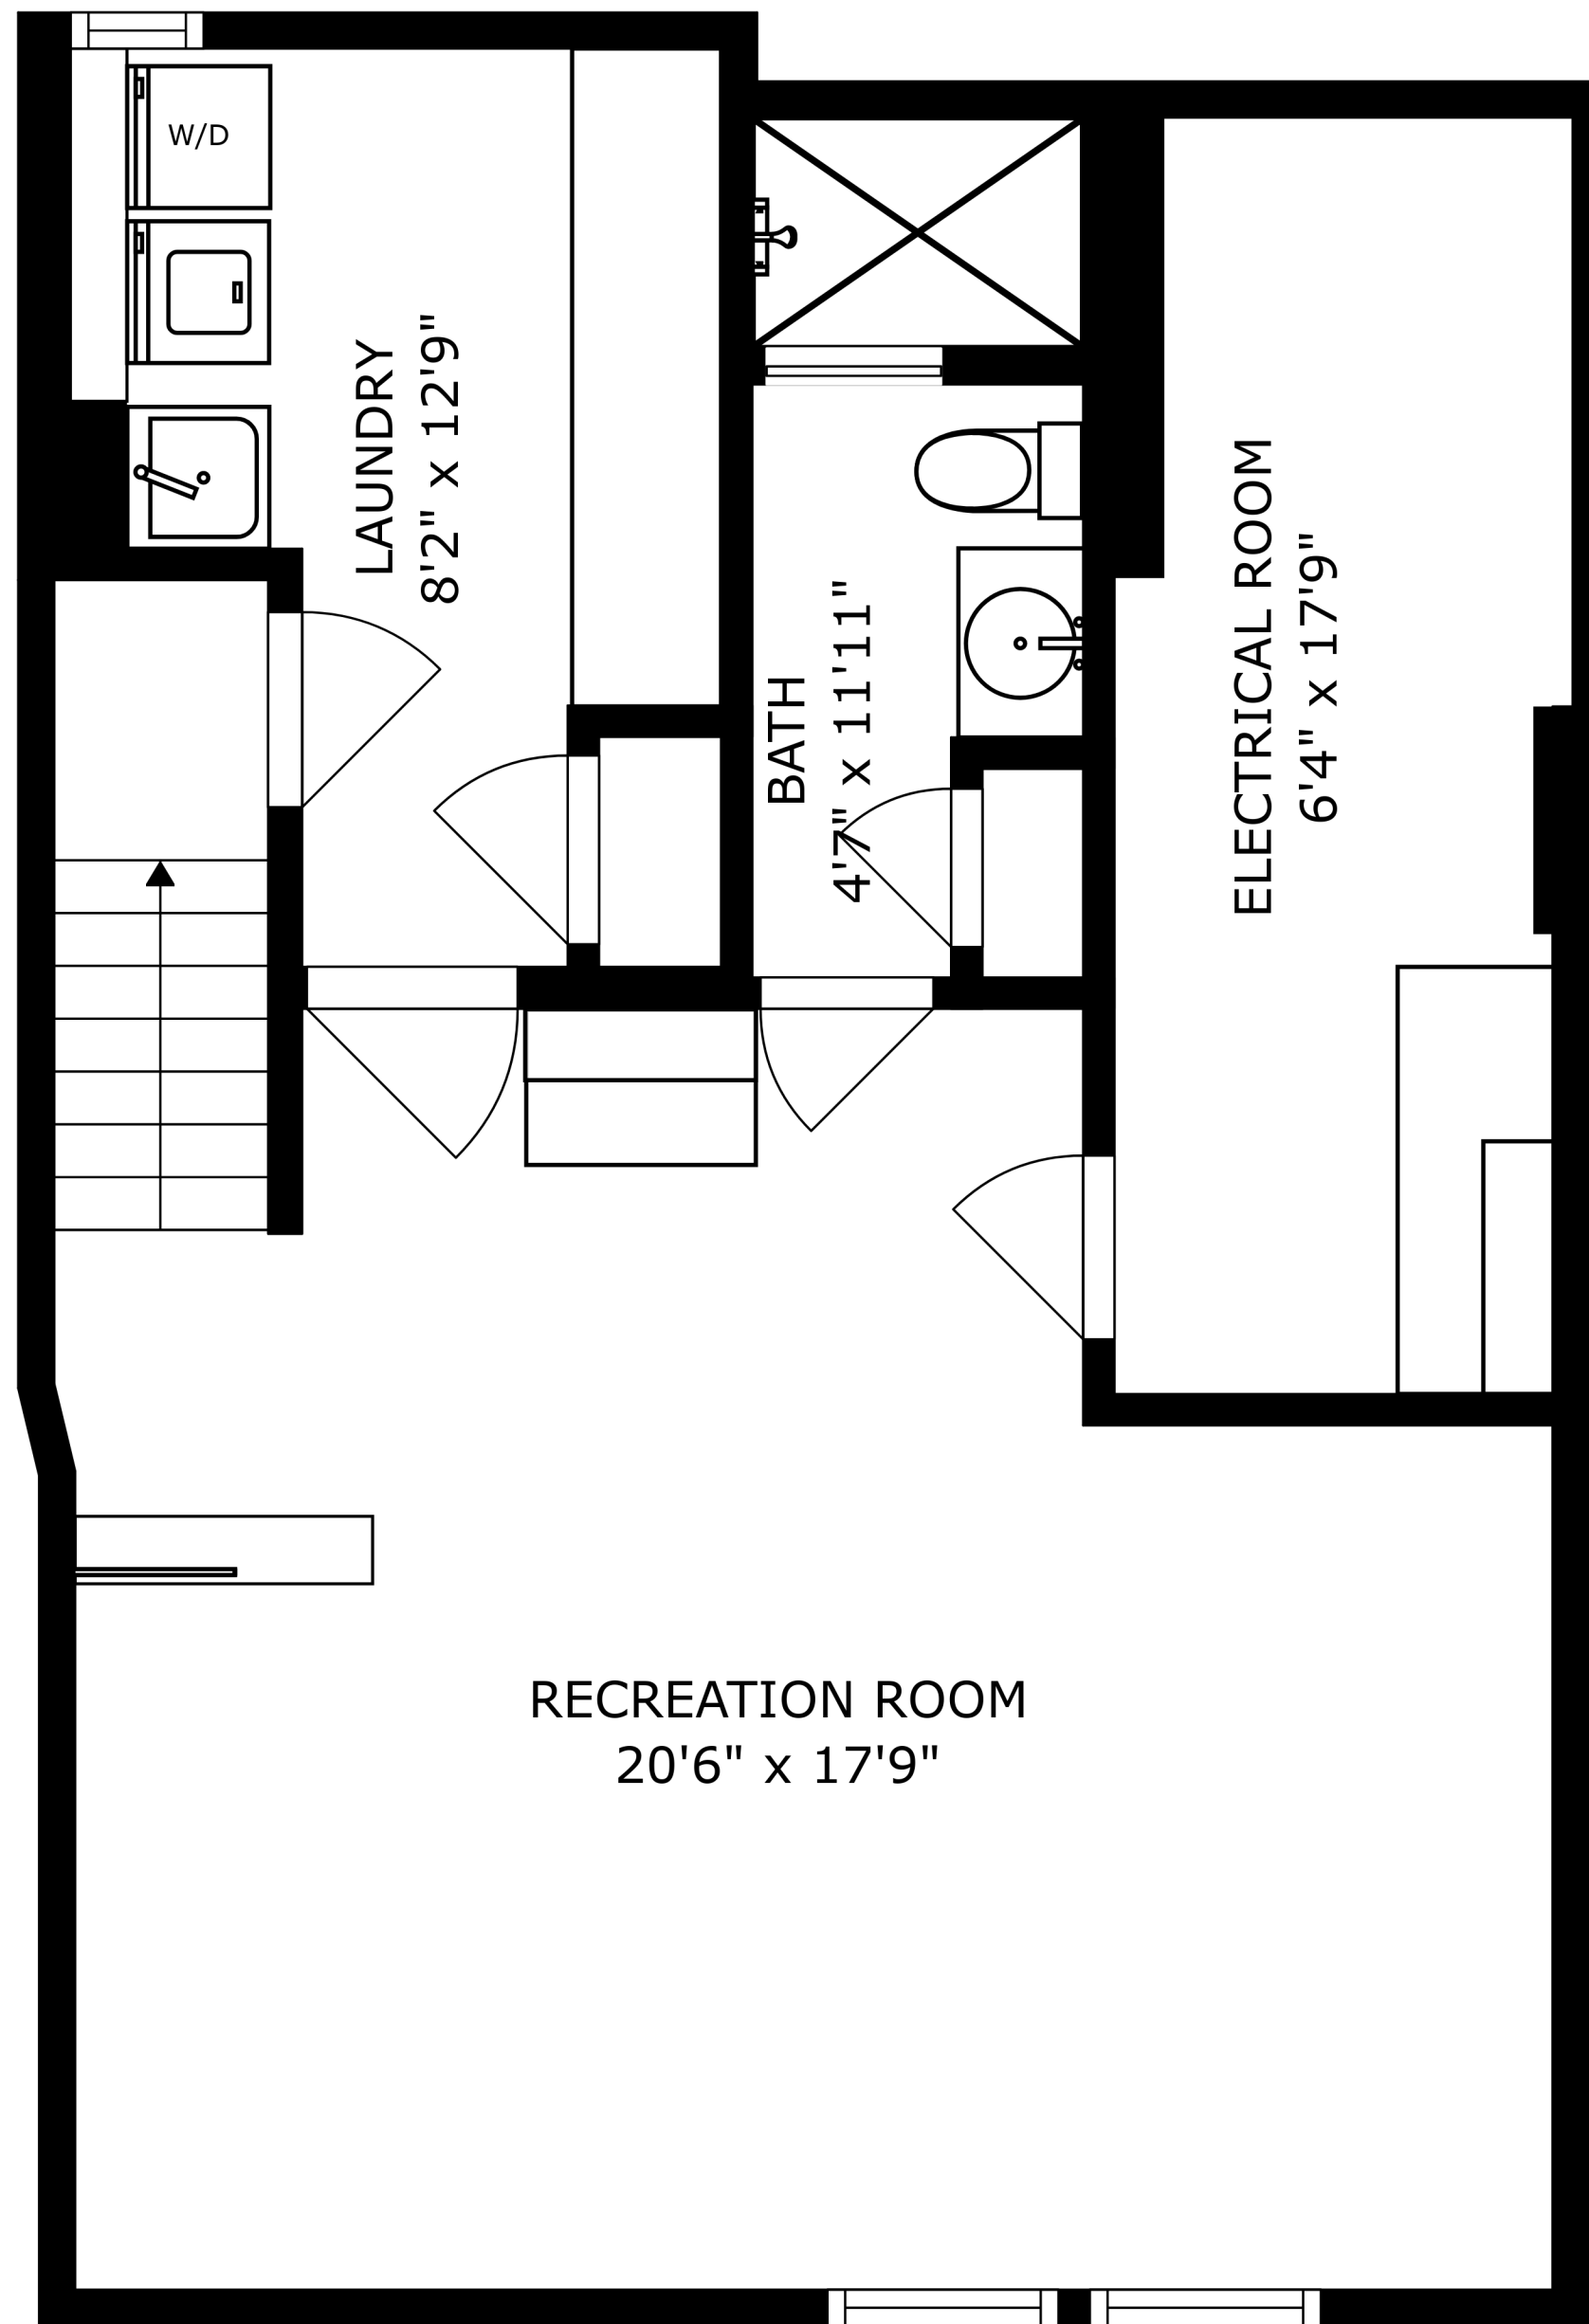 W/D
LAUNDRY
8'2" x 12'9"
BATH
4'7" x 11'11"
ELECTRICAL ROOM
6'4" x 17'9"
RECREATION ROOM
20'6" x 17'9"